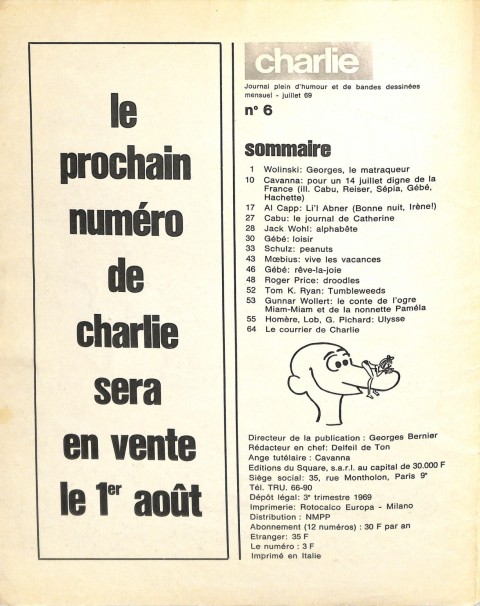 le
prochain
numéro
de
charlie
sera
en vente
le 1er août
charlie
Journal plein d'humour et de bandes dessinées
mensuel - juillet 69
n° 6
sommaire
1 Wolinski: Georges, le matraqueur
10 Cavanna: pour un 14 juillet digne de la
France (ill. Cabu, Reiser, Sépia, Gébé,
Hachette)
17 Al Capp: Li'l Abner (Bonne nuit, Irène!)
27 Cabu: le journal de Catherine
28 Jack Wohl: alphabête
30 Gébé: loisir
33 Schulz: peanuts
43 Mœbius: vive les vacances
46 Gébé: rêve-la-joie
48 Roger Price: droodles
52 Tom K. Ryan: Tumbleweeds
53 Gunnar Wollert: le conte de l'ogre
Miam-Miam et de la nonnette Paméla
55 Homère, Lob, G. Pichard: Ulysse
64 Le courrier de Charlie
Directeur de la publication : Georges Bernier
Rédacteur en chef: Delfeil de Ton
Ange tutélaire : Cavanna
Editions du Square, s.a.r.l. au capital de 30.000 F
Siège social: 35, rue Montholon, Paris 9e
Tél. TRU. 66-90
Dépôt légal: 3e trimestre 1969
Imprimerie: Rotocalco Europa - Milano
Distribution : NMPP
Abonnement (12 numéros) : 30 F par an
Etranger: 35 F
Le numéro : 3 F
Imprimé en Italie